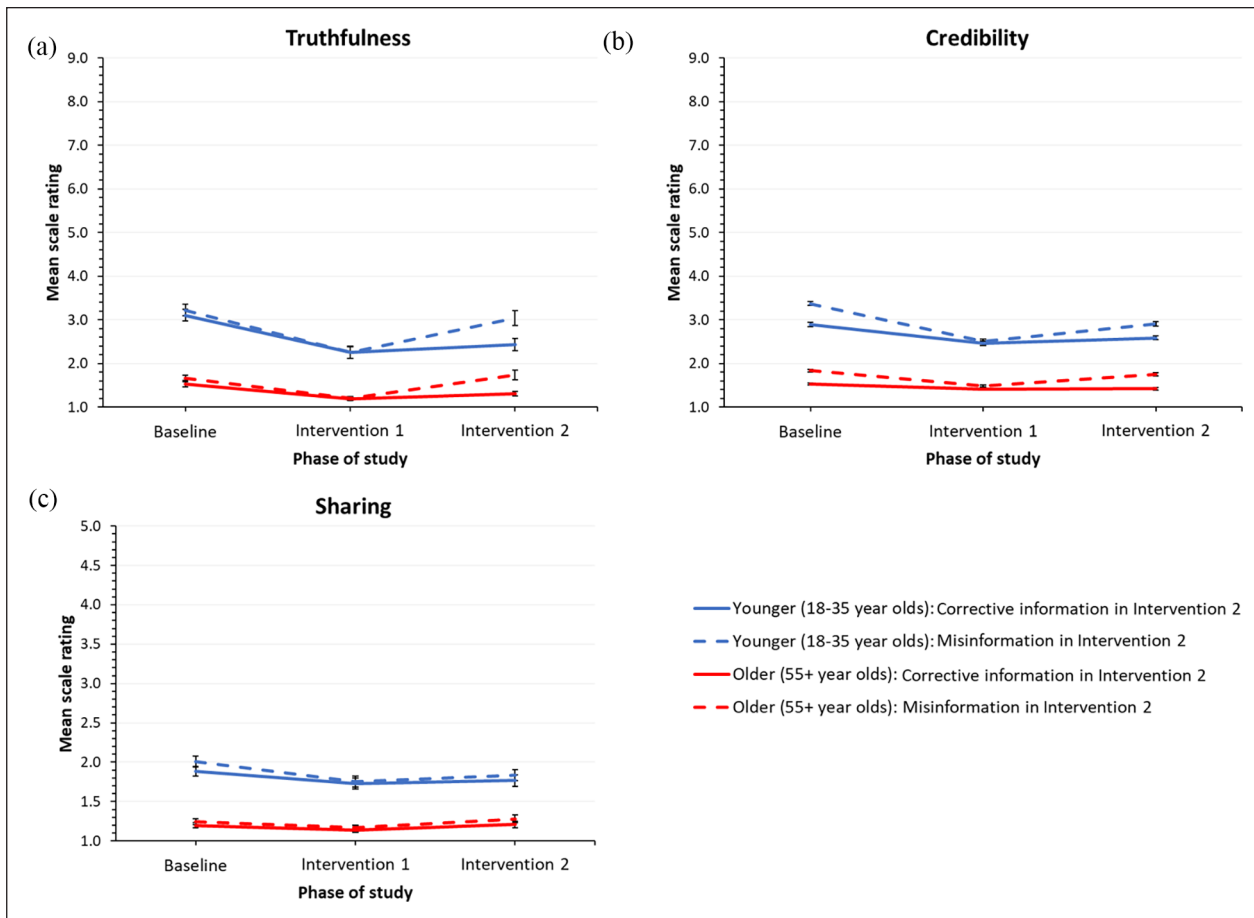 (a)
Truthfulness
9.0
8.0
7.0
6.0
5.0
4.0
3.0
2.0
1.0
Mean scale rating
Baseline Intervention 1 Intervention 2
Phase of study
(b)
Credibility
9.0
8.0
7.0
6.0
5.0
4.0
3.0
2.0
1.0
Mean scale rating
Baseline Intervention 1 Intervention 2
Phase of study
(c)
Sharing
5.0
4.5
4.0
3.5
3.0
2.5
2.0
1.5
1.0
Mean scale rating
Baseline Intervention 1 Intervention 2
Phase of study
Younger (18-35 year olds): Corrective information in Intervention 2
Younger (18-35 year olds): Misinformation in Intervention 2
Older (55+ year olds): Corrective information in Intervention 2
Older (55+ year olds): Misinformation in Intervention 2